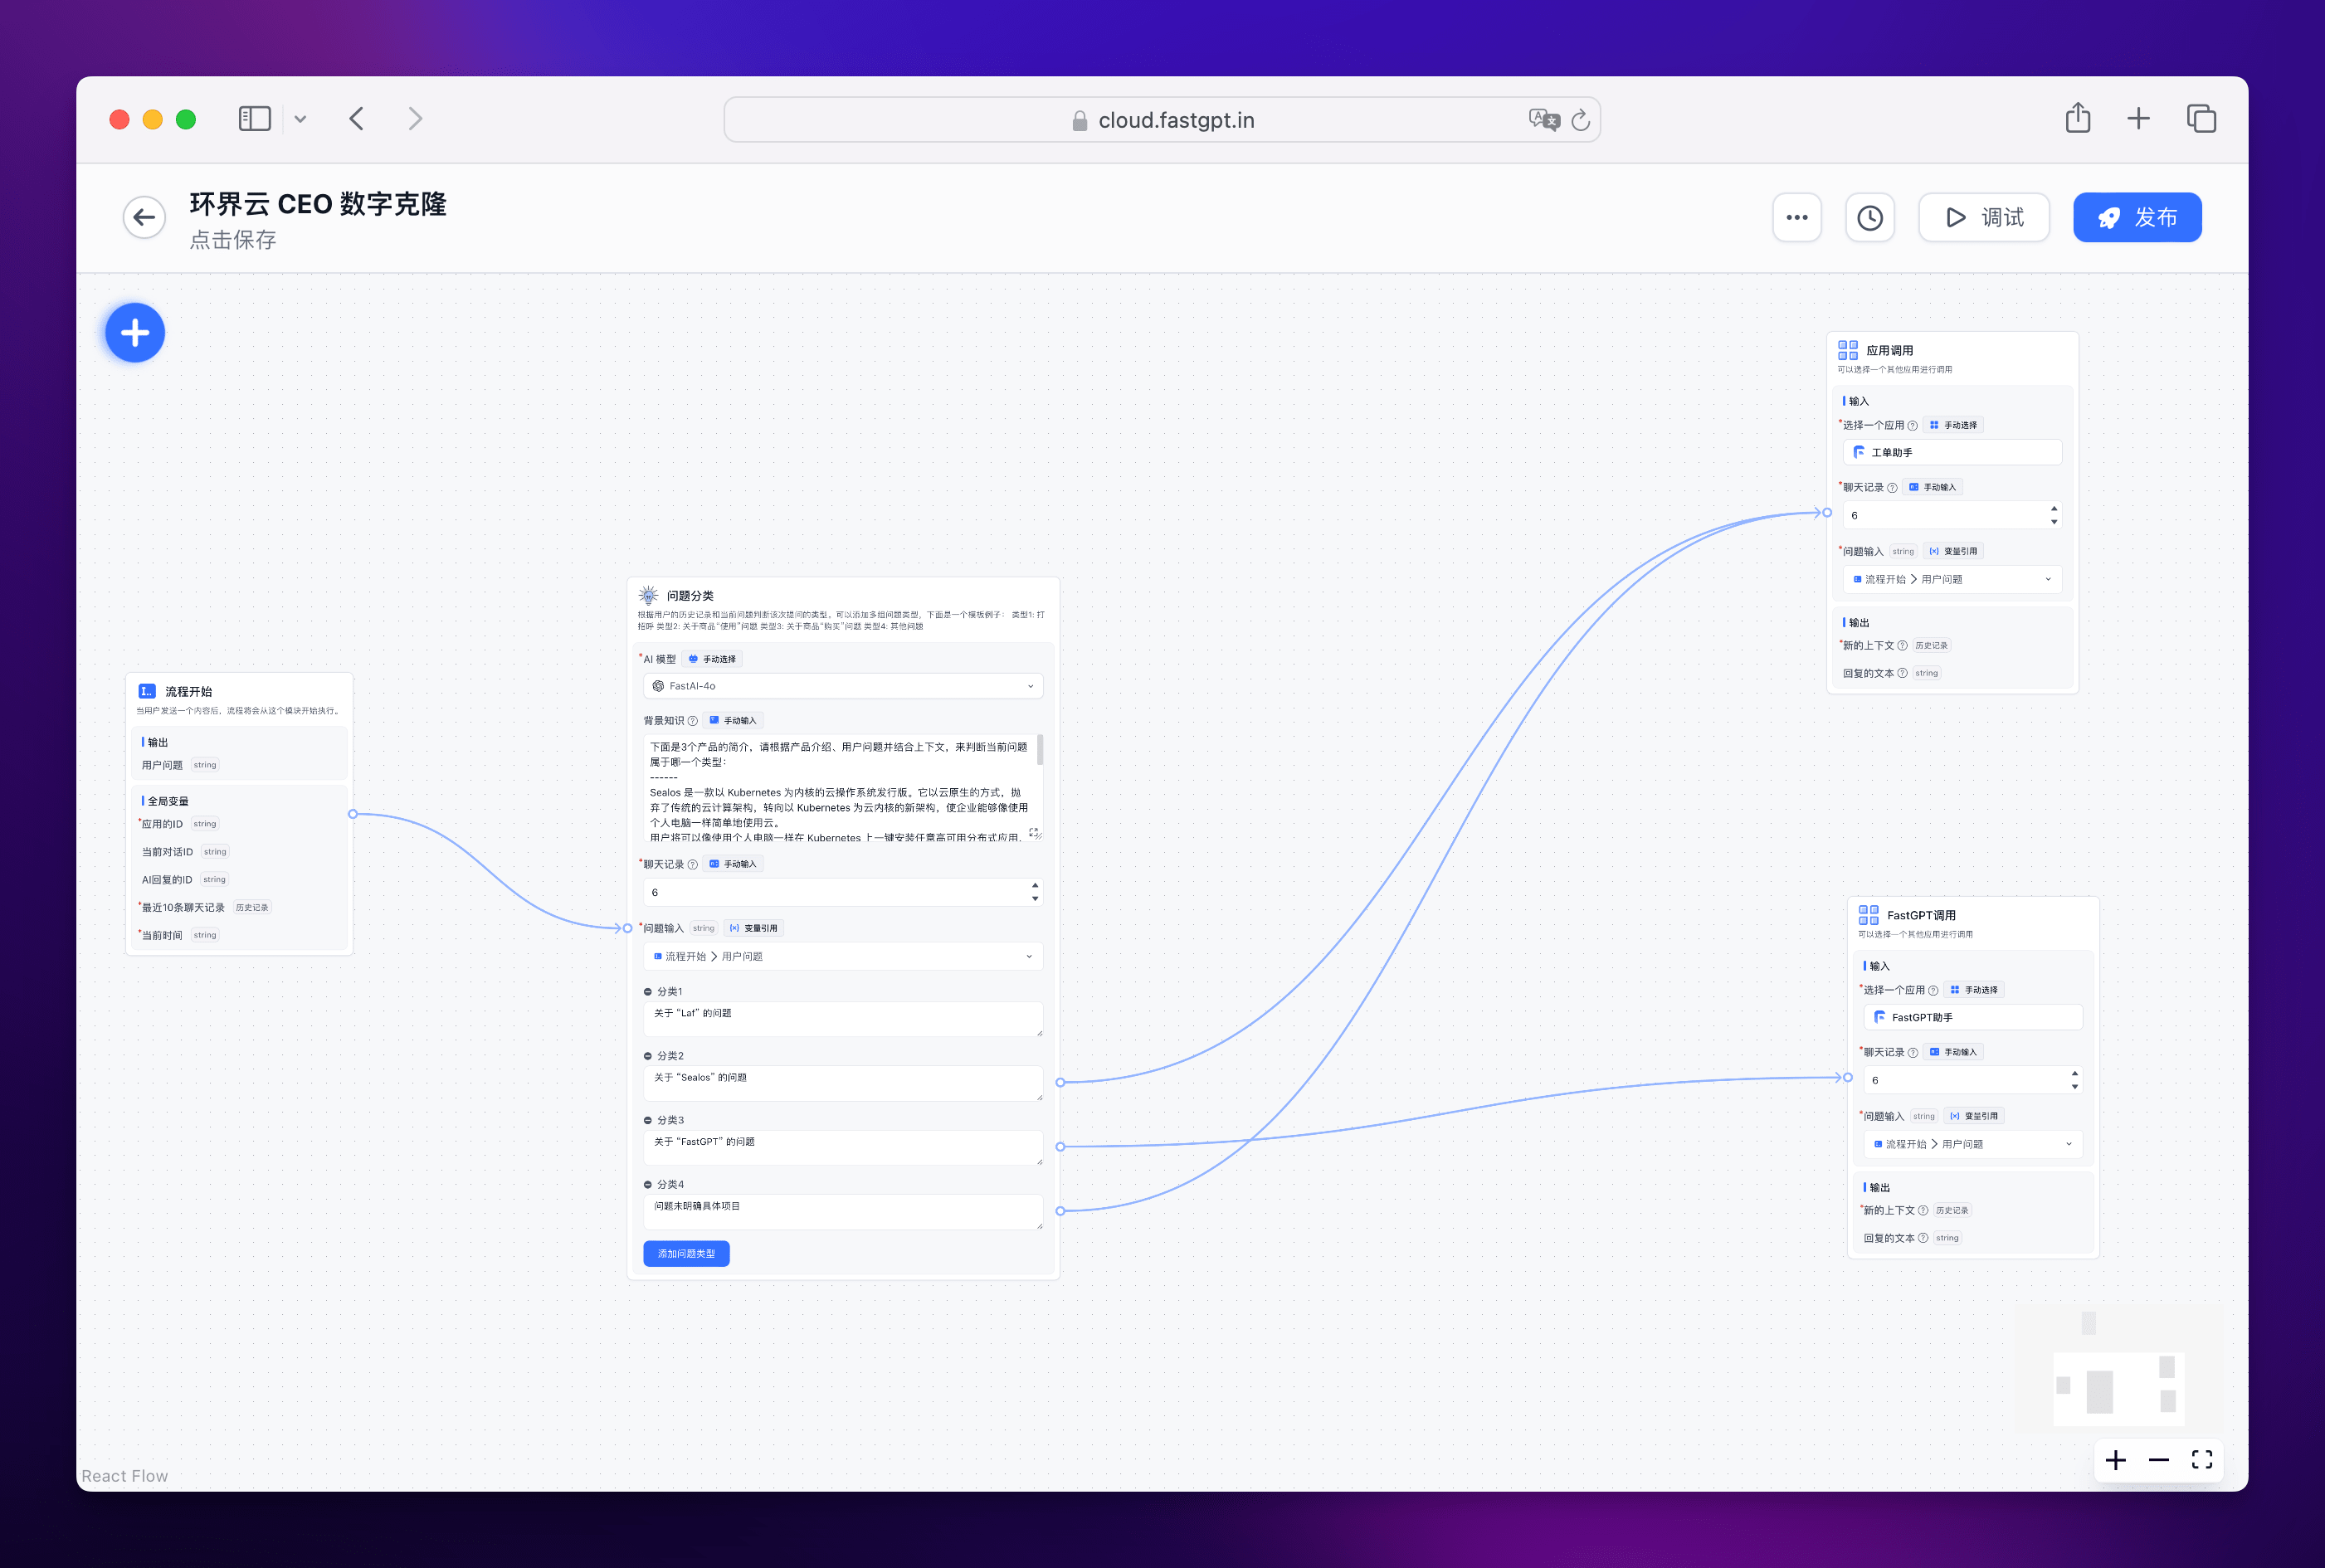 cloud.fastgpt.in
环界云 CEO 数字克隆
点击保存
调试
发布
流程开始
当用户发送一个内容后，流程将会从这个模块开始执行。
输出
用户问题 string
全局变量
*应用的ID string
当前对话ID string
AI回复的ID string
*最近10条聊天记录 历史记录
*当前时间 string
问题分类
根据用户的历史记录和当前问题判断该次提问的类型。可以添加多组问题类型，下面是一个模板例子： 类型1: 打
招呼 类型2: 关于商品“使用”问题 类型3: 关于商品“购买”问题 类型4: 其他问题
*AI 模型 手动选择
FastAI-4o
背景知识 手动输入
下面是3个产品的简介，请根据产品介绍、用户问题并结合上下文，来判断当前问题
属于哪一个类型：
------
Sealos 是一款以 Kubernetes 为内核的云操作系统发行版。它以云原生的方式，抛
弃了传统的云计算架构，转向以 Kubernetes 为云内核的新架构，使企业能够像使用
个人电脑一样简单地使用云。
用户将可以像使用个人电脑一样在 Kubernetes 上一键安装任意高可用分布式应用，
*聊天记录 手动输入
6
*问题输入 string 变量引用
流程开始 > 用户问题
分类1
关于 “Laf” 的问题
分类2
关于 “Sealos” 的问题
分类3
关于 “FastGPT” 的问题
分类4
问题未明确具体项目
添加问题类型
应用调用
可以选择一个其他应用进行调用
输入
*选择一个应用 手动选择
工单助手
*聊天记录 手动输入
6
*问题输入 string 变量引用
流程开始 > 用户问题
输出
*新的上下文 历史记录
回复的文本 string
FastGPT调用
可以选择一个其他应用进行调用
输入
*选择一个应用 手动选择
FastGPT助手
*聊天记录 手动输入
6
*问题输入 string 变量引用
流程开始 > 用户问题
输出
*新的上下文 历史记录
回复的文本 string
React Flow